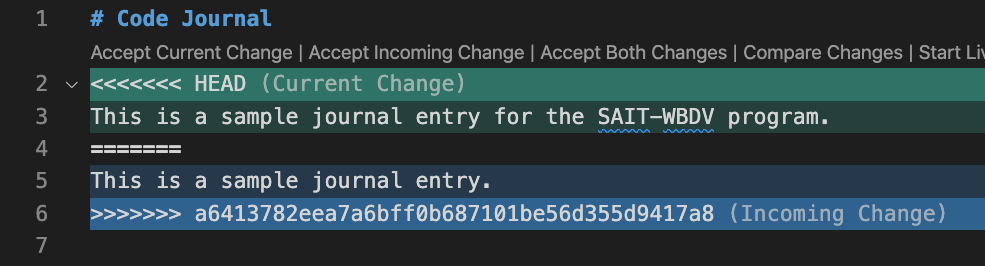 1 # Code Journal
Accept Current Change | Accept Incoming Change | Accept Both Changes | Compare Changes | Start
2 <<<<<<< HEAD (Current Change)
3 This is a sample journal entry for the SAIT-WBDV program.
4 =======
5 This is a sample journal entry.
6 >>>>>>> a6413782eea7a6bff0b687101be56d355d9417a8 (Incoming Change)
7